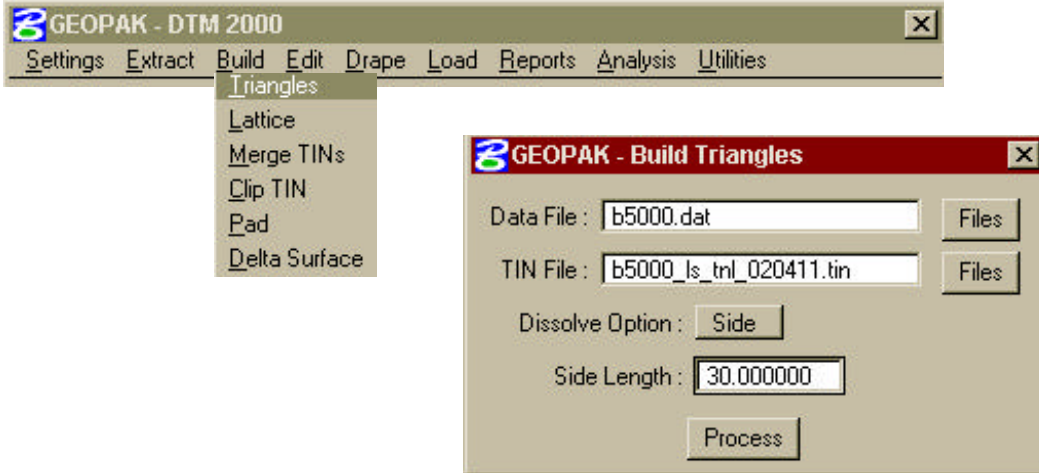 GEOPAK - DTM 2000
Settings Extract Build Edit Drape Load Reports Analysis Utilities
Triangles
Lattice
Merge TINs
Clip TIN
Pad
Delta Surface
GEOPAK - Build Triangles
Data File : b5000.dat Files
TIN File : b5000_ls_tnl_020411.tin Files
Dissolve Option : Side
Side Length : 30.000000
Process